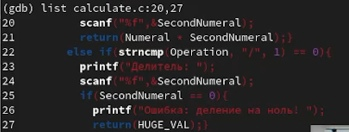 (gdb) list calculate.c:20,27
20 scanf("%f",&SecondNumeral);
21 return(Numeral * SecondNumeral);}
22 else if(strncmp(Operation, "/", 1) == 0){
23 printf("Делитель: ");
24 scanf("%f",&SecondNumeral);
25 if(SecondNumeral == 0){
26 printf("Ошибка: деление на ноль! ");
27 return(HUGE_VAL);}